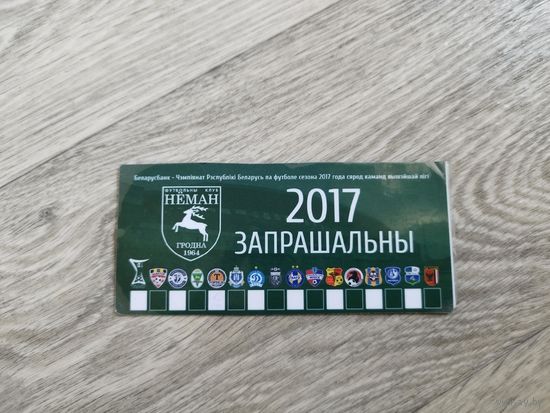 Беларусбанк - Чэмпіянат Рэспублікі Беларусь па футболе сезона 2017 года сярод каманд вышэйшай лігі
ФУТБОЛЬНЫ КЛУБ
НЁМАН
ГРОДНА
1964
2017
ЗАПРАШАЛЬНЫ